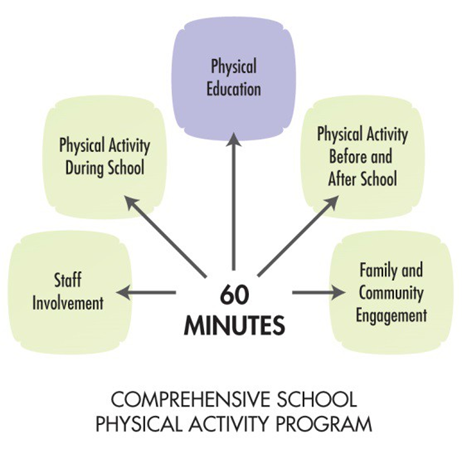 Physical
Education
Physical Activity
During School
Physical Activity
Before and
After School
Staff
Involvement
60
MINUTES
Family and
Community
Engagement
COMPREHENSIVE SCHOOL
PHYSICAL ACTIVITY PROGRAM